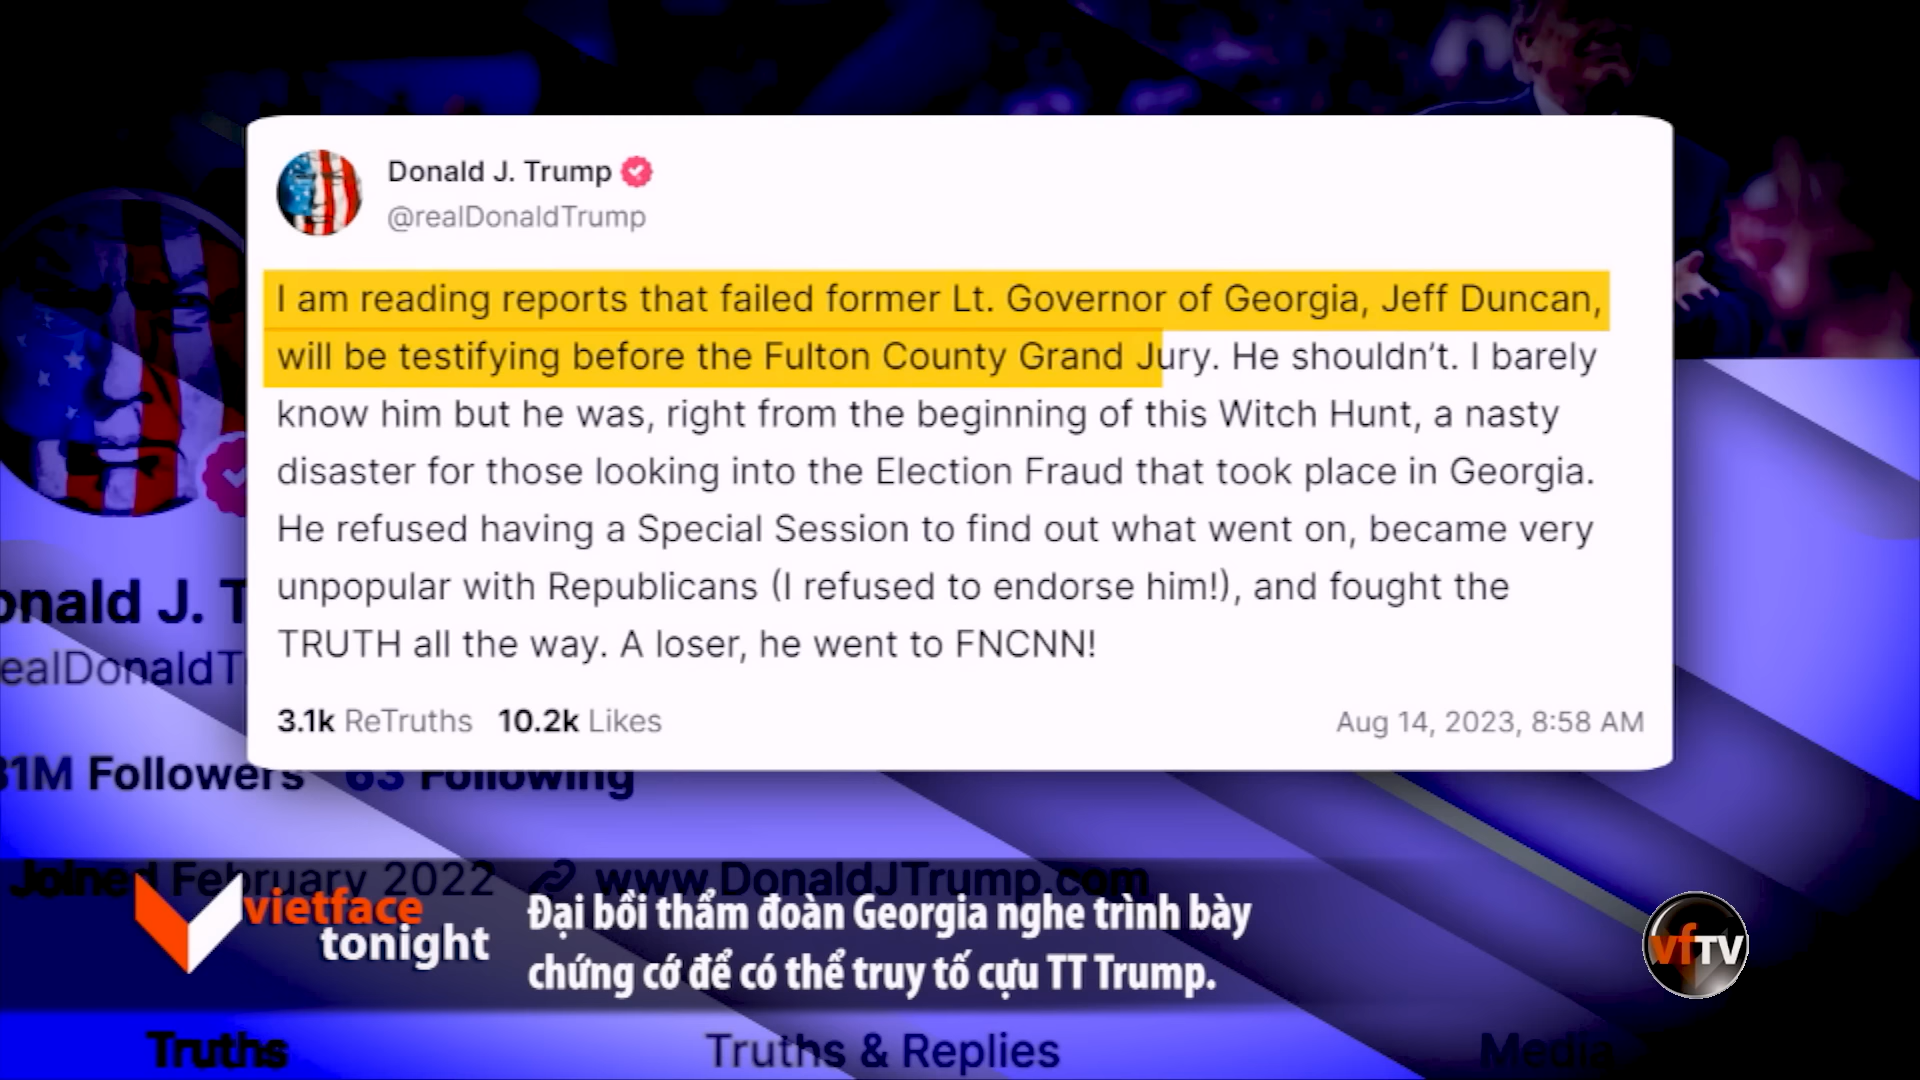 Donald J. Trump
@realDonaldTrump
I am reading reports that failed former Lt. Governor of Georgia, Jeff Duncan,
will be testifying before the Fulton County Grand Jury. He shouldn't. I barely
know him but he was, right from the beginning of this Witch Hunt, a nasty
disaster for those looking into the Election Fraud that took place in Georgia.
He refused having a Special Session to find out what went on, became very
unpopular with Republicans (I refused to endorse him!), and fought the
TRUTH all the way. A loser, he went to FNCNN!
3.1k ReTruths 10.2k Likes
Aug 14, 2023, 8:58 AM
onald J. T
ealDonaldT
31M Followers 63 Following
Joined February 2022 www.DonaldJTrump.com
vietface
tonight
Đại bồi thẩm đoàn Georgia nghe trình bày
chứng cớ để có thể truy tố cựu TT Trump.
vfTV
Truths
Truths & Replies
Media